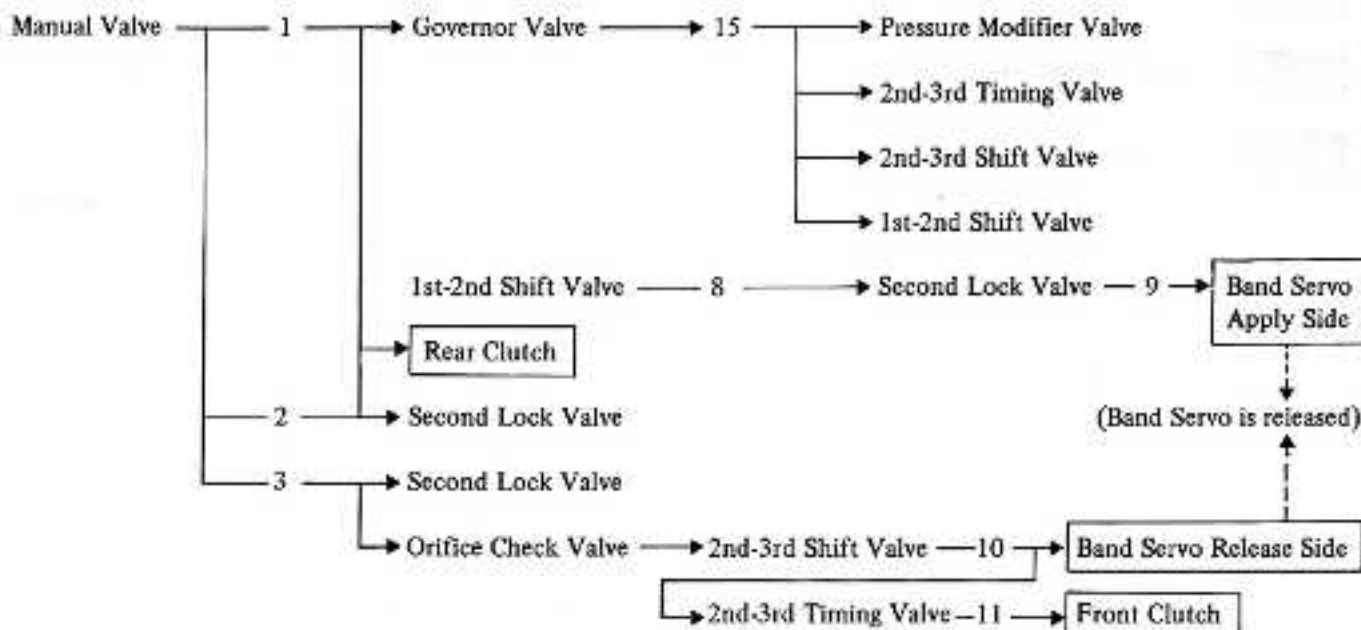 Manual Valve 1 Governor Valve 15 Pressure Modifier Valve
2nd-3rd Timing Valve
2nd-3rd Shift Valve
1st-2nd Shift Valve
1st-2nd Shift Valve 8 Second Lock Valve 9 Band Servo
Apply Side
Rear Clutch
2 Second Lock Valve (Band Servo is released)
3 Second Lock Valve
Orifice Check Valve 2nd-3rd Shift Valve 10 Band Servo Release Side
2nd-3rd Timing Valve 11 Front Clutch